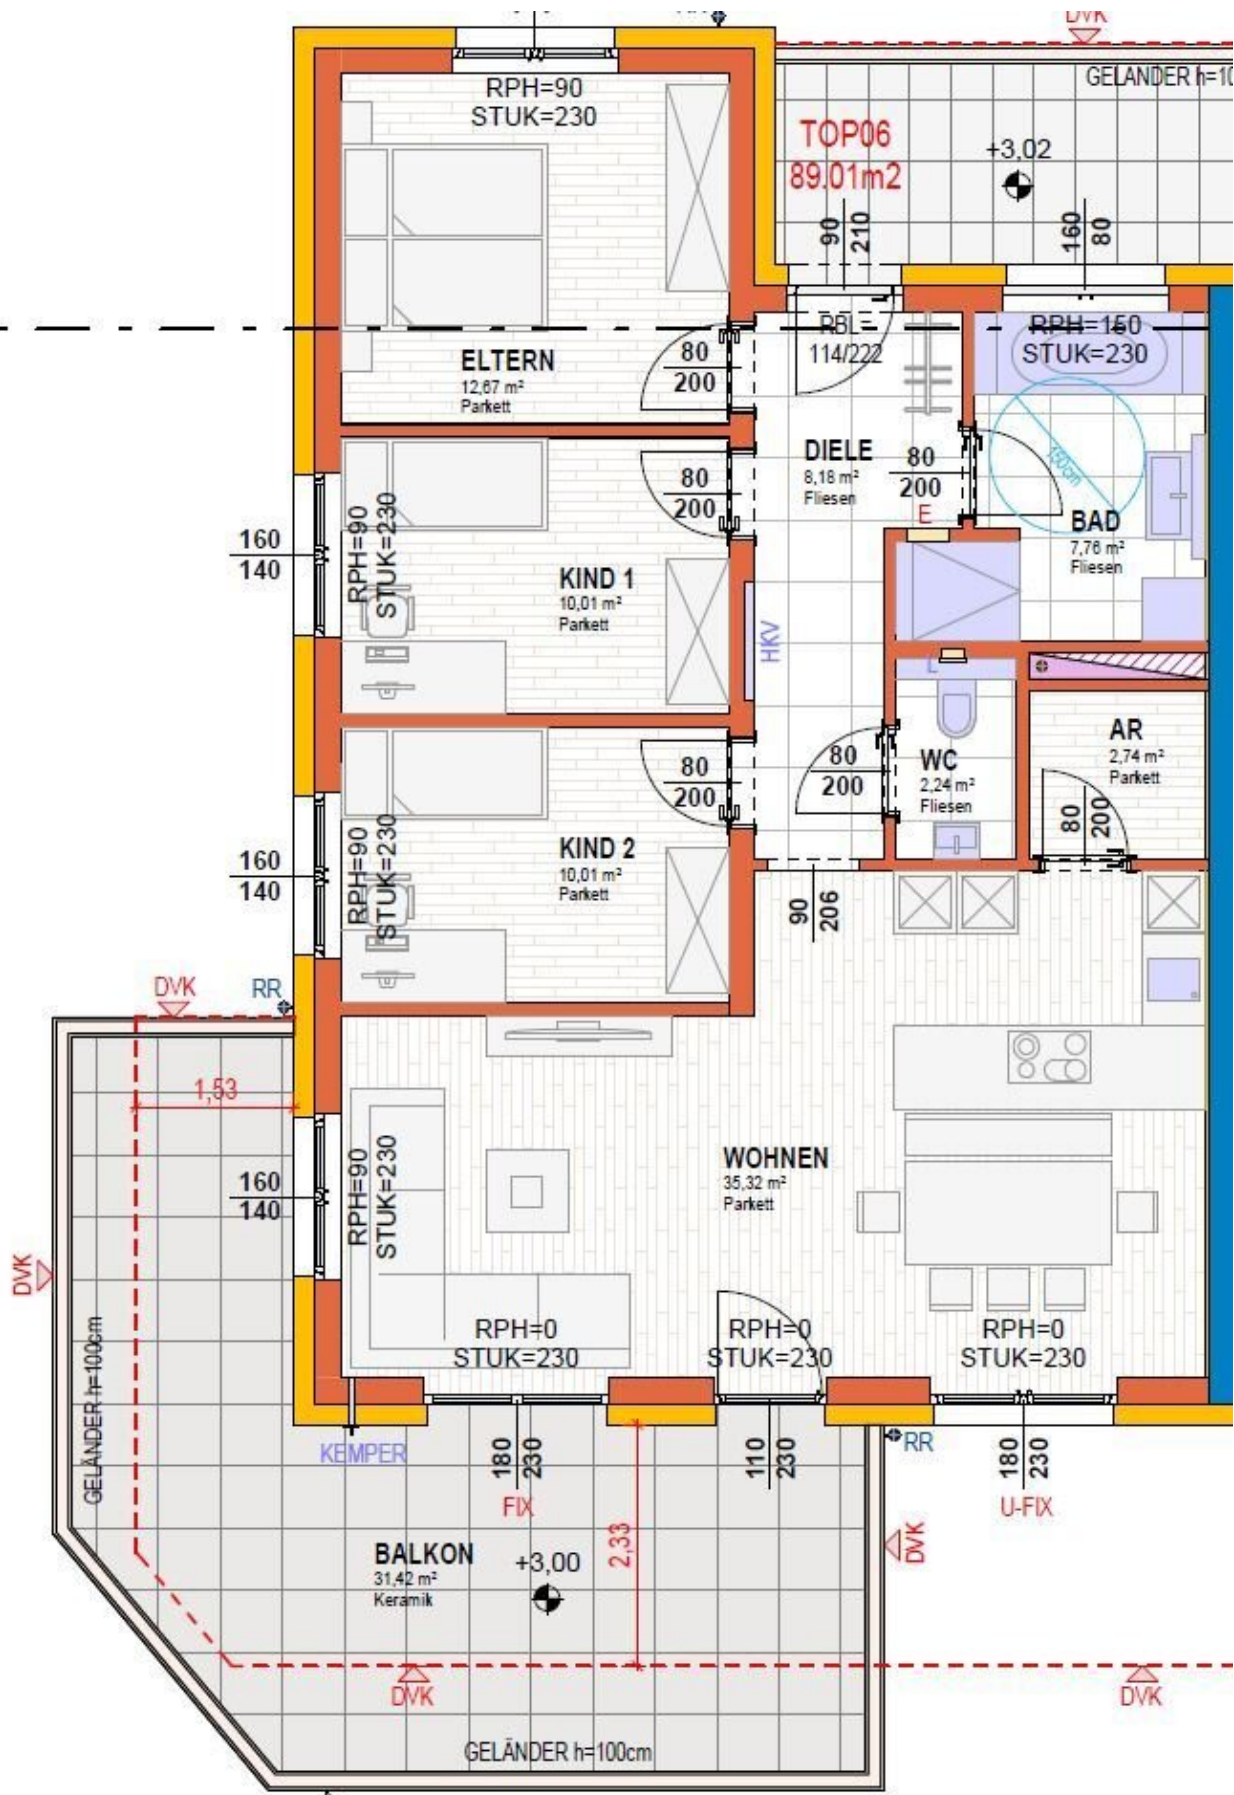 DVK
GELÄNDER h=10
RPH=90
STUK=230
TOP06
89.01m2
+3,02
90
210
160
80
RBL=
114/222
RPH=150
STUK=230
ELTERN
12,67 m²
Parkett
80
200
DIELE
8,18 m²
Fliesen
80
200
E
150cm
BAD
7,76 m²
Fliesen
160
140
RPH=90
STUK=230
80
200
KIND 1
10,01 m²
Parkett
HKV
L
WC
2,24 m²
Fliesen
80
200
AR
2,74 m²
Parkett
80
200
80
200
160
140
RPH=90
STUK=230
KIND 2
10,01 m²
Parkett
90
206
DVK
RR
1,53
160
140
RPH=90
STUK=230
WOHNEN
35,32 m²
Parkett
DVK
GELÄNDER h=100cm
RPH=0
STUK=230
RPH=0
STUK=230
RPH=0
STUK=230
KEMPER
180
230
FIX
110
230
RR
180
230
U-FIX
2,33
DVK
BALKON
31,42 m²
Keramik
+3,00
DVK
DVK
GELÄNDER h=100cm